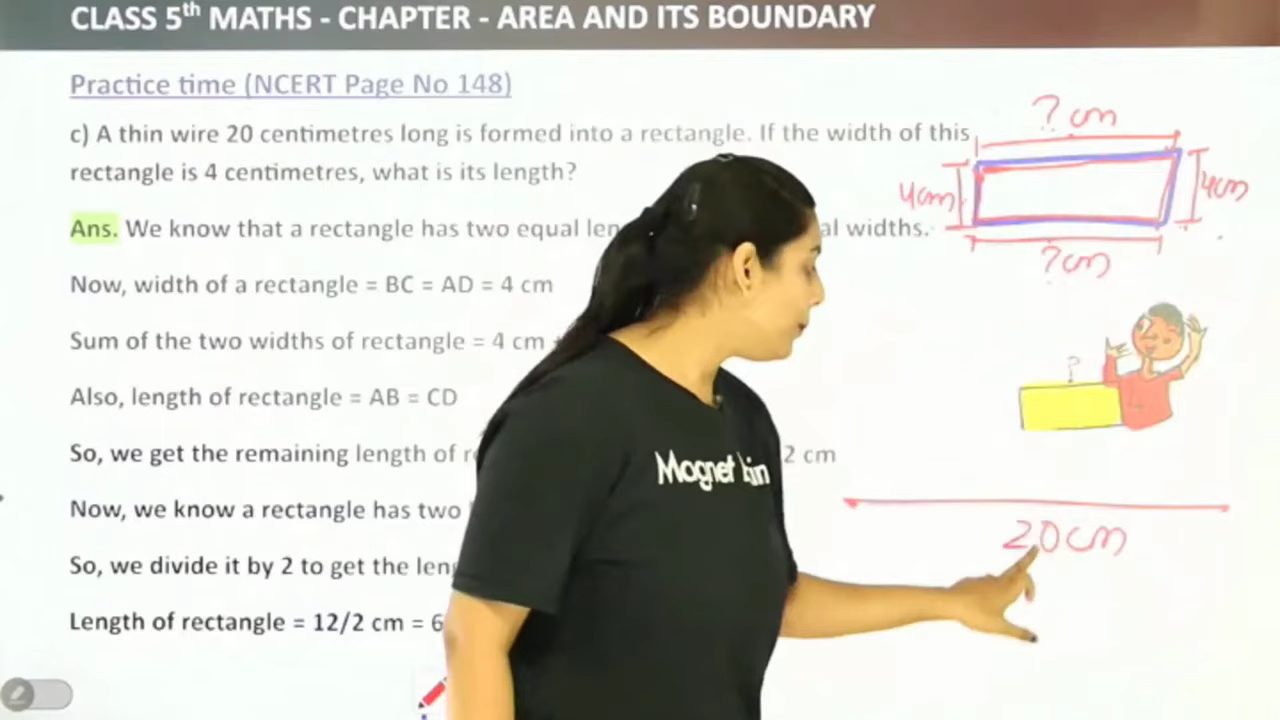 CLASS 5th MATHS - CHAPTER - AREA AND ITS BOUNDARY
Practice time (NCERT Page No 148)
c) A thin wire 20 centimetres long is formed into a rectangle. If the width of this
rectangle is 4 centimetres, what is its length?
Ans. We know that a rectangle has two equal widths.
Now, width of a rectangle = BC = AD = 4 cm
Sum of the two widths of rectangle = 4 cm
Also, length of rectangle = AB = CD
So, we get the remaining length of 2 cm
Now, we know a rectangle has two
So, we divide it by 2 to get the
Length of rectangle = 12/2 cm = 6
? cm
4cm
4cm
? cm
?
20cm
Magnet